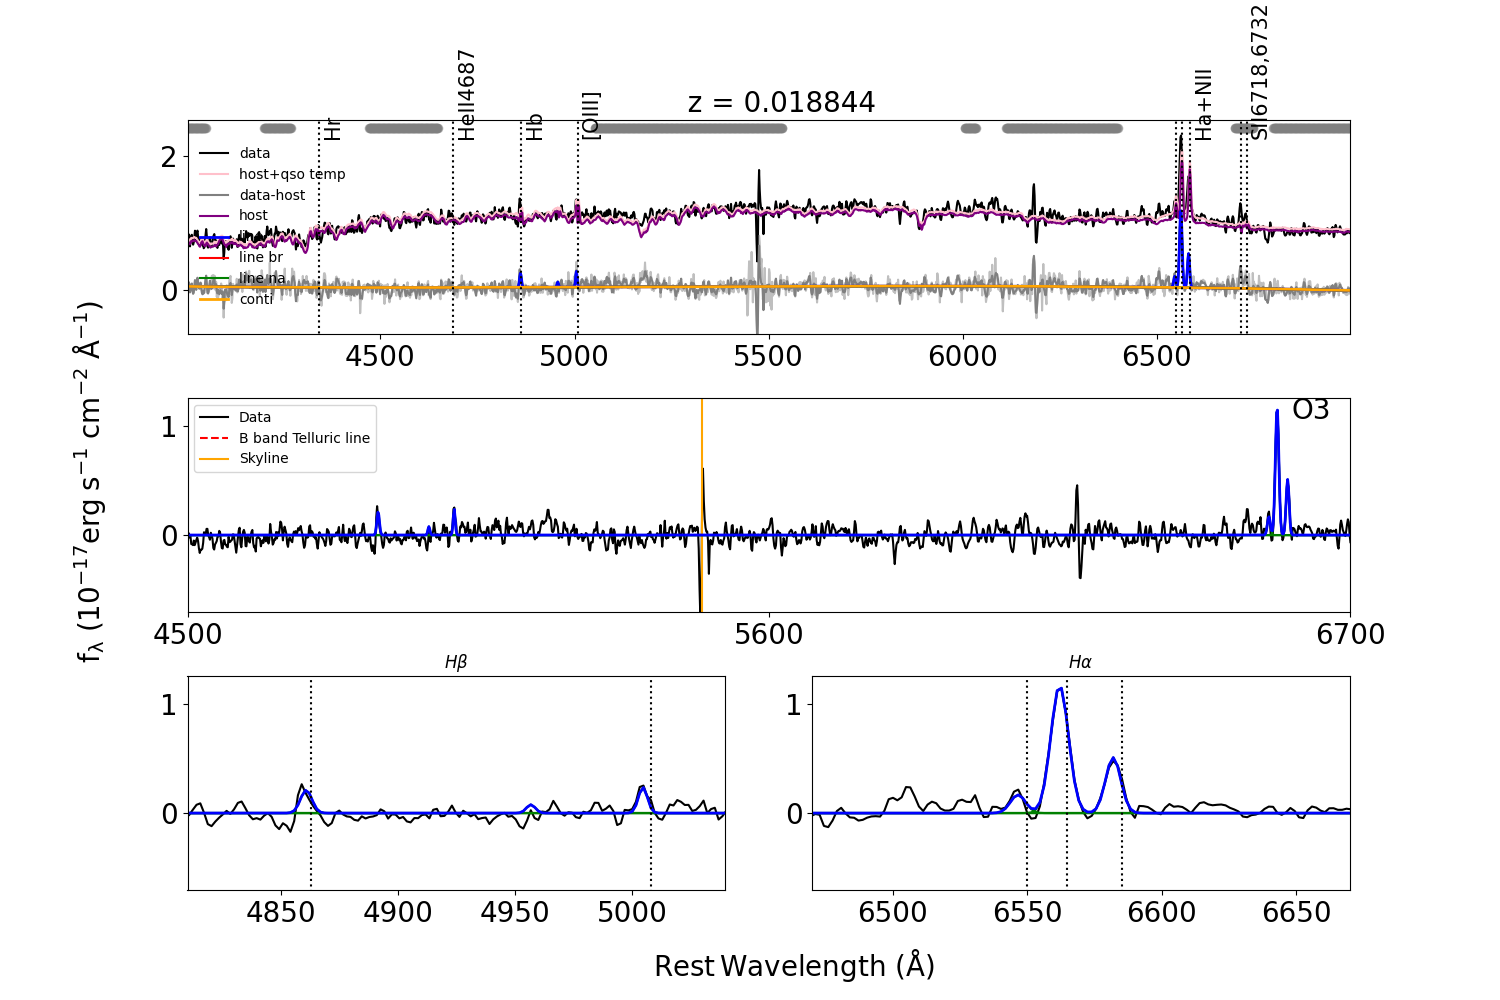 z = 0.018844
Hr
HeII4687
Hb
[OIII]
Ha+NII
SII6718,6732
data
host+qso temp
data-host
host
line br
line na
conti
2
0
4500 5000 5500 6000 6500
fλ (10−17erg s−1 cm−2 Å−1)
Data
B band Telluric line
Skyline
O3
1
0
4500 5600 6700
Hβ
1
0
4850 4900 4950 5000
Hα
1
0
6500 6550 6600 6650
Rest Wavelength (Å)